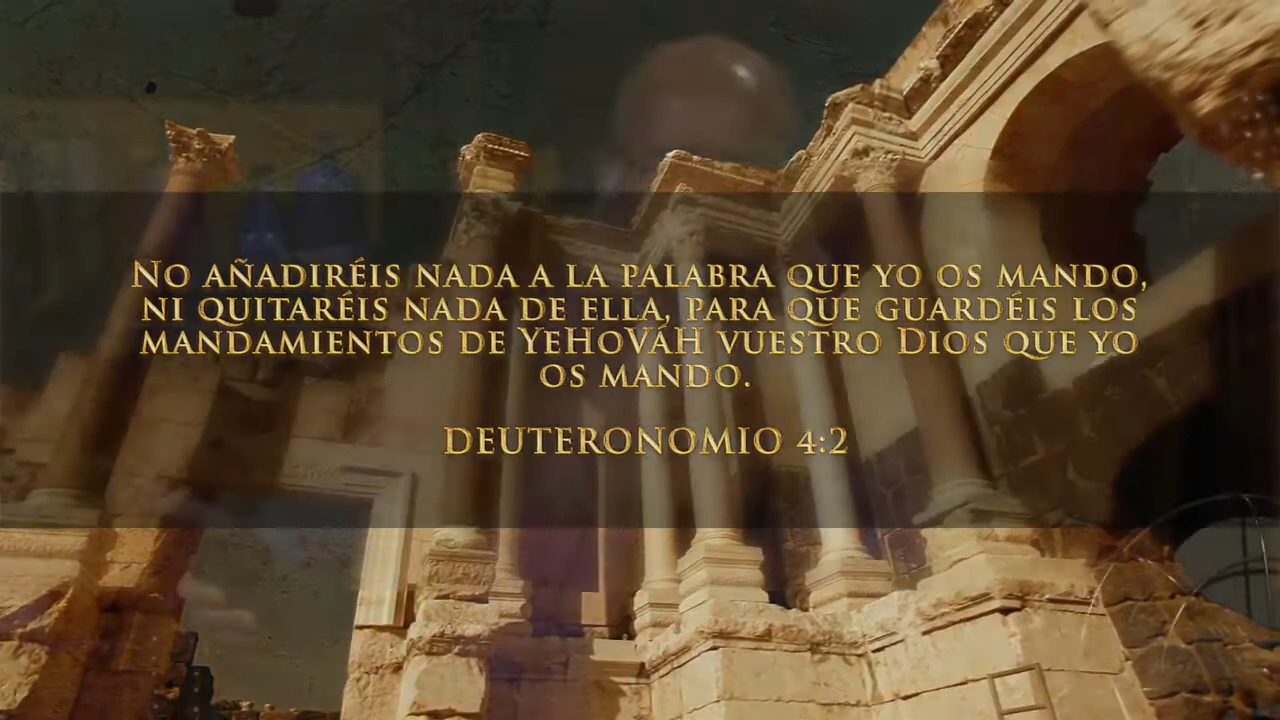 No añadiréis nada a la palabra que yo os mando,
ni quitaréis nada de ella, para que guardéis los
mandamientos de YeHoVáH vuestro Dios que yo
os mando.
DEUTERONOMIO 4:2